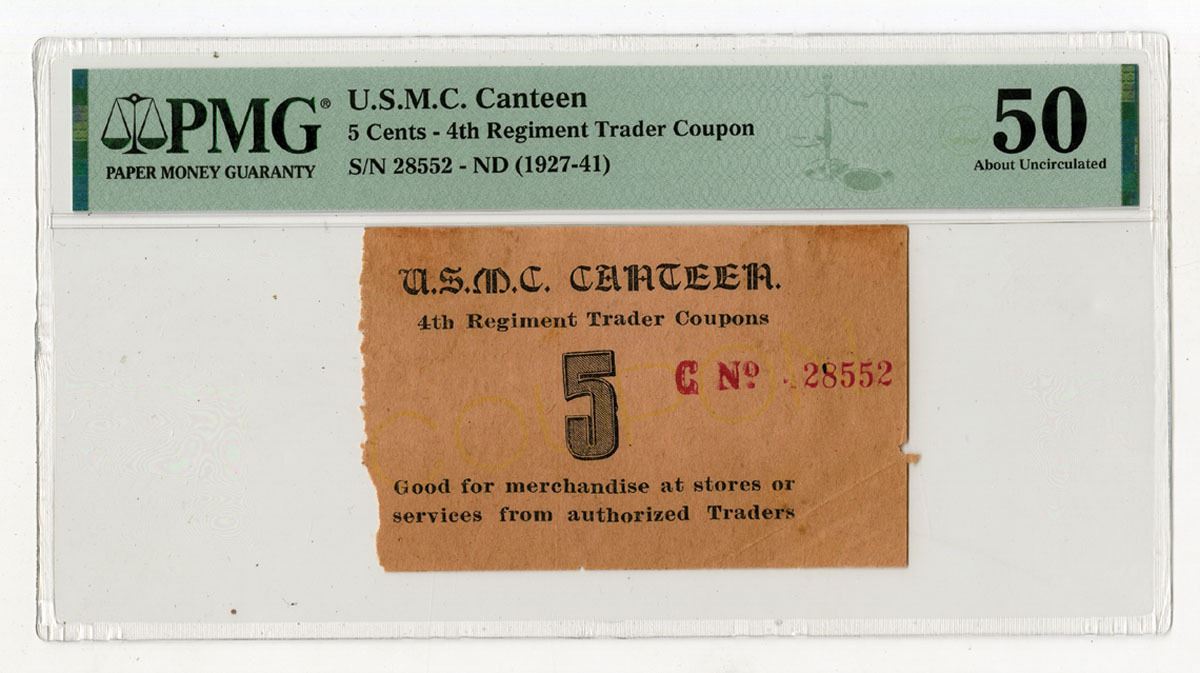 PMG®
PAPER MONEY GUARANTY
U.S.M.C. Canteen
5 Cents - 4th Regiment Trader Coupon
S/N 28552 - ND (1927-41)
50
About Uncirculated
U.S.M.C. CANTEEN.
4th Regiment Trader Coupons
5
C Nº 28552
COUPON
Good for merchandise at stores or
services from authorized Traders